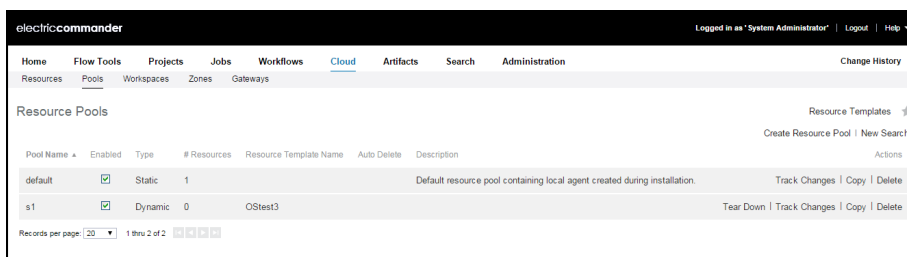 electriccommander Logged in as 'System Administrator' | Logout | Help
Home Flow Tools Projects Jobs Workflows Cloud Artifacts Search Administration Change History
Resources Pools Workspaces Zones Gateways
Resource Pools Resource Templates
Create Resource Pool | New Search
Pool Name Enabled Type # Resources Resource Template Name Auto Delete Description Actions
default Static 1 Default resource pool containing local agent created during installation. Track Changes | Copy | Delete
s1 Dynamic 0 OStest3 Tear Down | Track Changes | Copy | Delete
Records per page: 20 1 thru 2 of 2